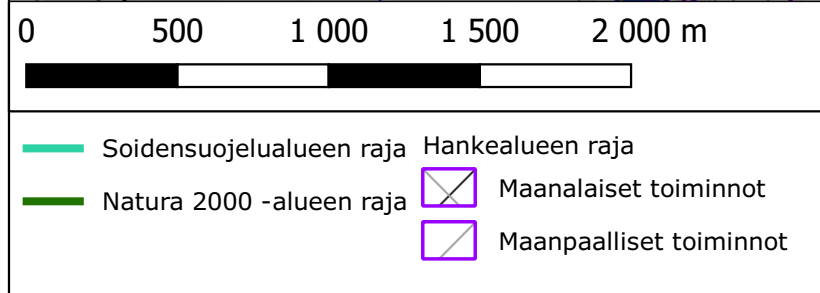 0 500 1 000 1 500 2 000 m
Soidensuojelualueen raja
Natura 2000 -alueen raja
Hankealueen raja
Maanalaiset toiminnot
Maanpaalliset toiminnot